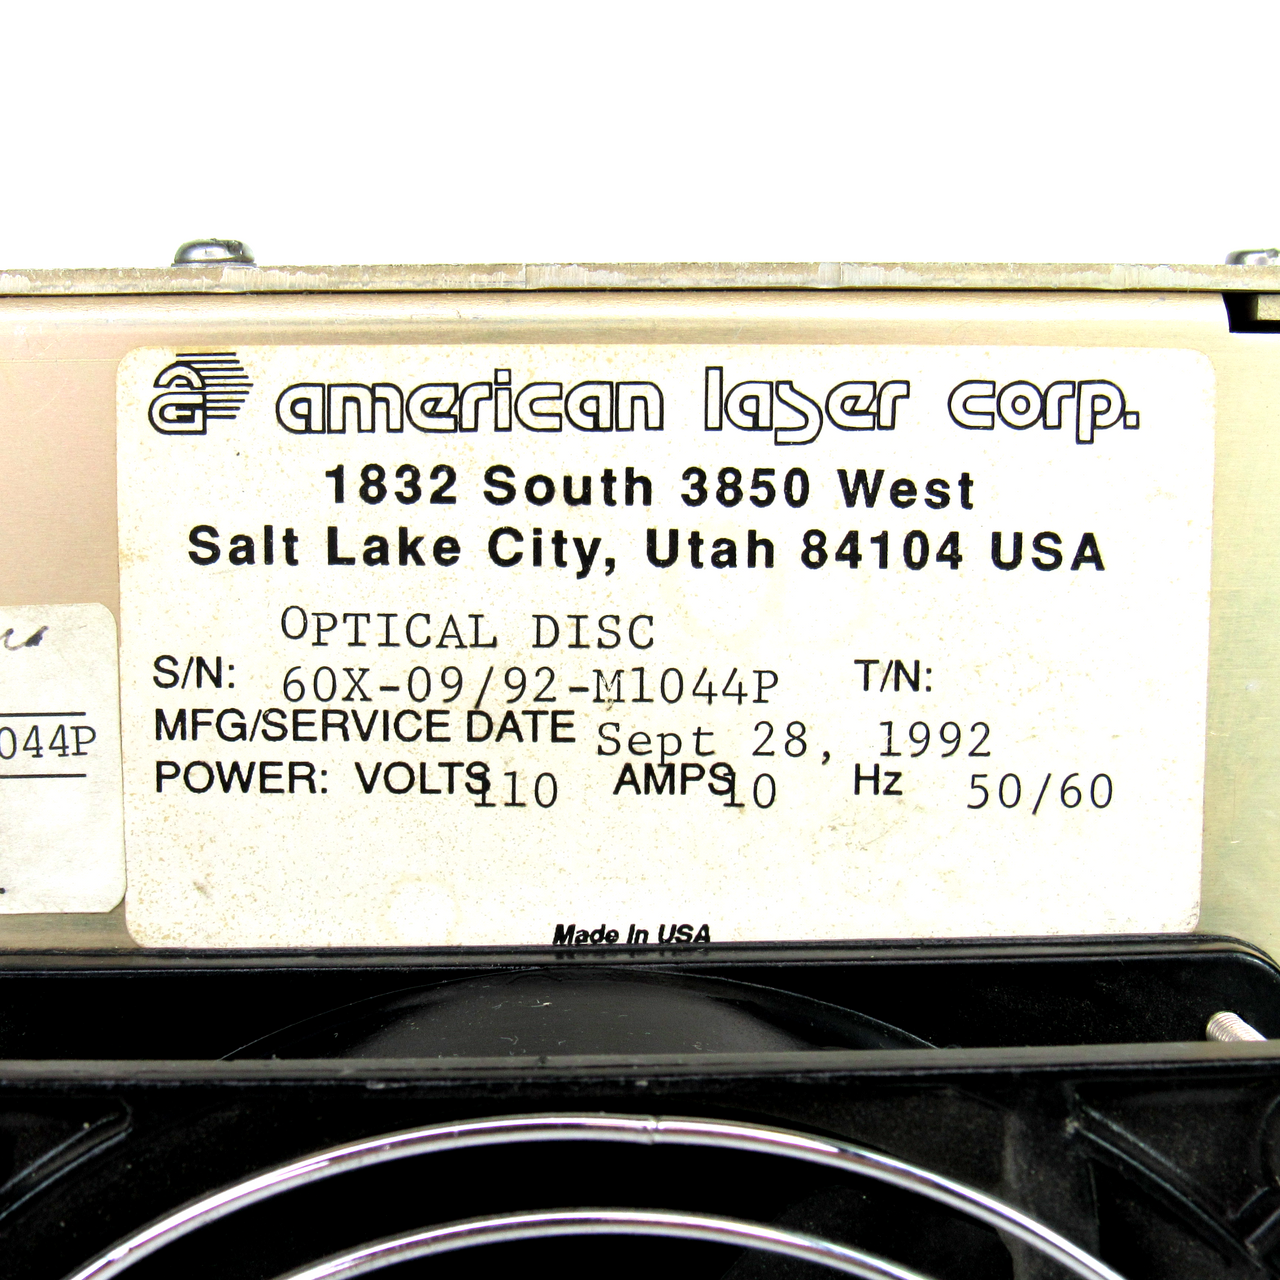 american laser corp.
1832 South 3850 West
Salt Lake City, Utah 84104 USA
OPTICAL DISC
S/N: 60X-09/92-M1044P T/N:
MFG/SERVICE DATE Sept 28, 1992
POWER: VOLTS 110 AMPS 10 Hz 50/60
Made In USA
044P